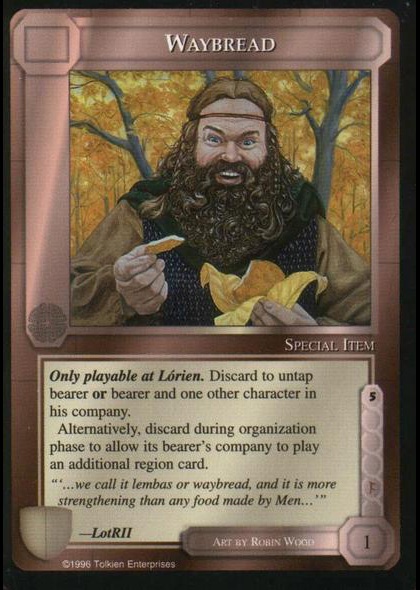 WAYBREAD
SPECIAL ITEM
Only playable at Lórien. Discard to untap
bearer or bearer and one other character in
his company.
Alternatively, discard during organization
phase to allow its bearer's company to play
an additional region card.
"'...we call it lembas or waybread, and it is more
strengthening than any food made by Men...'"
—LotRII
5
F
ART BY ROBIN WOOD
1
©1996 Tolkien Enterprises